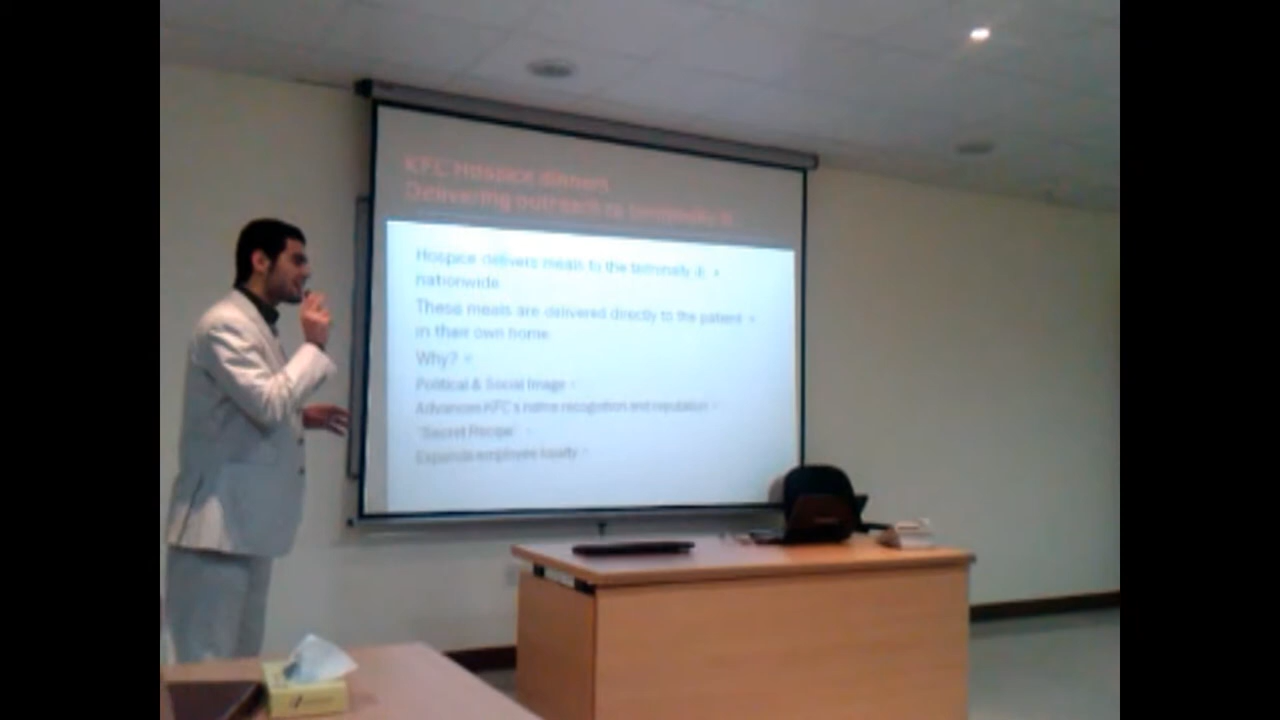 KFC Hospice dinners
Delivering outreach to terminally ill
Hospice delivers meals to the terminally ill •
nationwide
These meals are delivered directly to the patient •
in their own home
Why? •
Political & Social Image •
Advances KFC's name recognition and reputation •
"Secret Recipe" •
Expands employee loyalty •